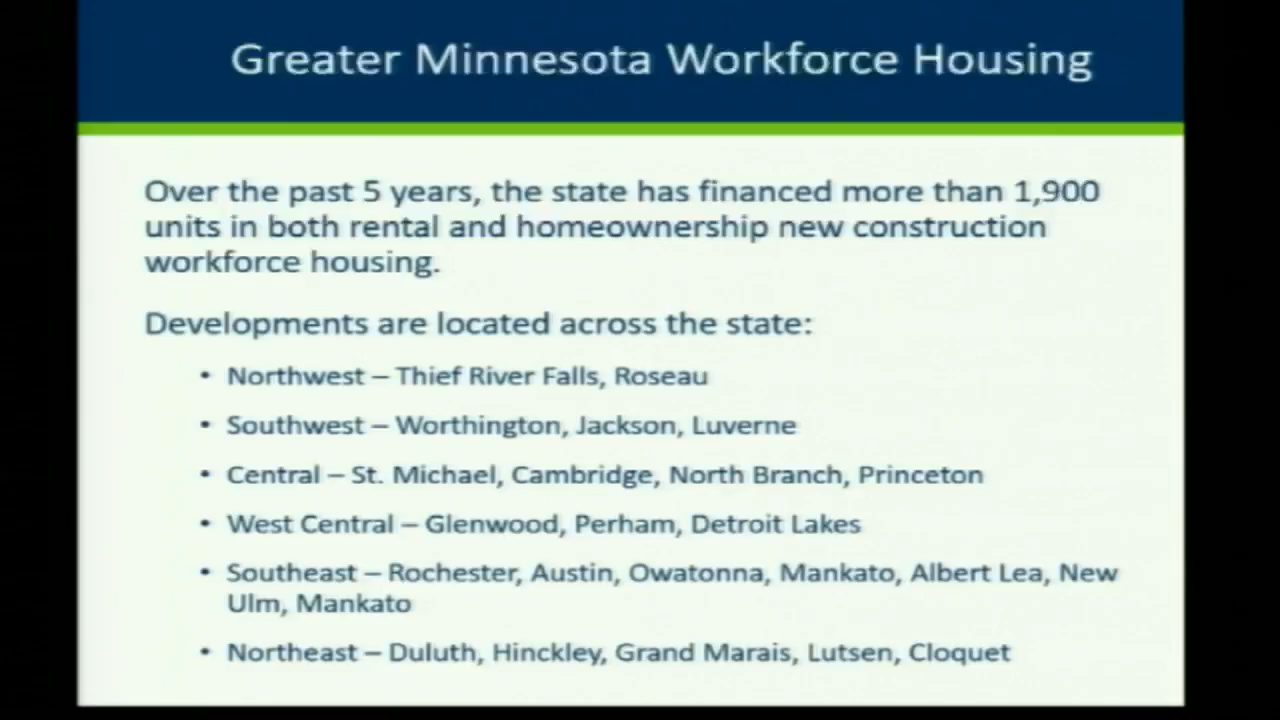 Greater Minnesota Workforce Housing
Over the past 5 years, the state has financed more than 1,900
units in both rental and homeownership new construction
workforce housing.
Developments are located across the state:
• Northwest – Thief River Falls, Roseau
• Southwest – Worthington, Jackson, Luverne
• Central – St. Michael, Cambridge, North Branch, Princeton
• West Central – Glenwood, Perham, Detroit Lakes
• Southeast – Rochester, Austin, Owatonna, Mankato, Albert Lea, New
Ulm, Mankato
• Northeast – Duluth, Hinckley, Grand Marais, Lutsen, Cloquet